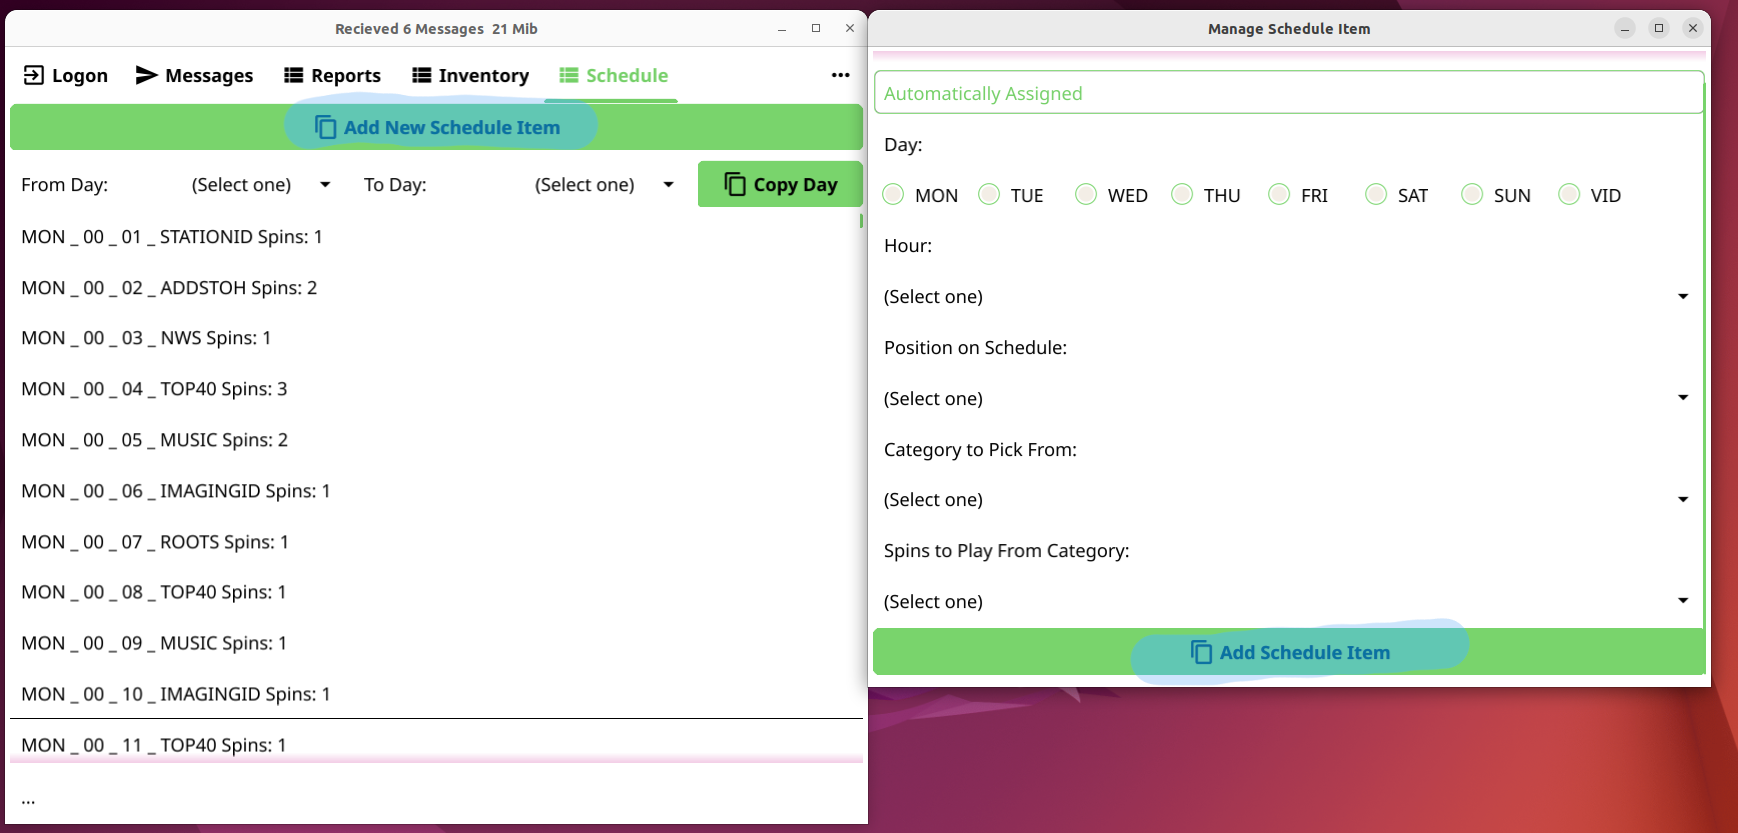 Recieved 6 Messages 21 Mib
Logon Messages Reports Inventory Schedule ...
Add New Schedule Item
From Day: (Select one) To Day: (Select one) Copy Day
MON _ 00 _ 01 _ STATIONID Spins: 1
MON _ 00 _ 02 _ ADDSTOH Spins: 2
MON _ 00 _ 03 _ NWS Spins: 1
MON _ 00 _ 04 _ TOP40 Spins: 3
MON _ 00 _ 05 _ MUSIC Spins: 2
MON _ 00 _ 06 _ IMAGINGID Spins: 1
MON _ 00 _ 07 _ ROOTS Spins: 1
MON _ 00 _ 08 _ TOP40 Spins: 1
MON _ 00 _ 09 _ MUSIC Spins: 1
MON _ 00 _ 10 _ IMAGINGID Spins: 1
MON _ 00 _ 11 _ TOP40 Spins: 1
...
Manage Schedule Item
Automatically Assigned
Day:
MON TUE WED THU FRI SAT SUN VID
Hour:
(Select one)
Position on Schedule:
(Select one)
Category to Pick From:
(Select one)
Spins to Play From Category:
(Select one)
Add Schedule Item